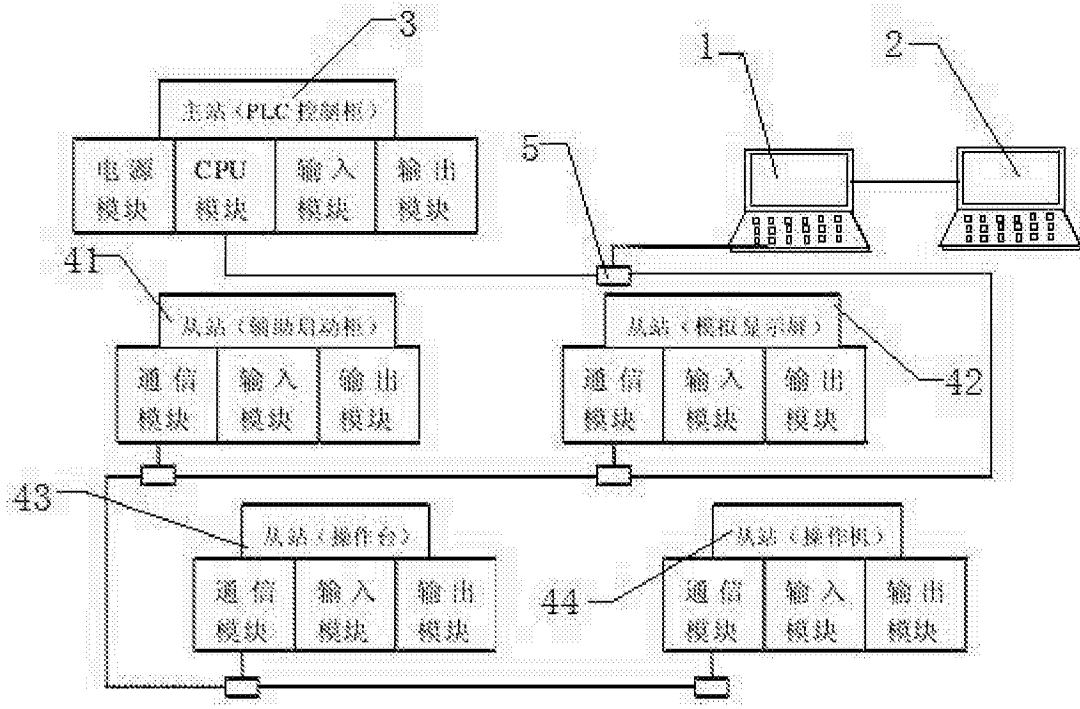 3
1
2
主站（PLC 控制柜）
5
电源 CPU 输入 输出
模块 模块 模块 模块
41
从站（辅助启动柜）
从站（模板显示屏）
42
通信 输入 输出 通信 输入 输出
模块 模块 模块 模块 模块 模块
43
从站（操作台）
从站（操作机）
44
通信 输入 输出 通信 输入 输出
模块 模块 模块 模块 模块 模块